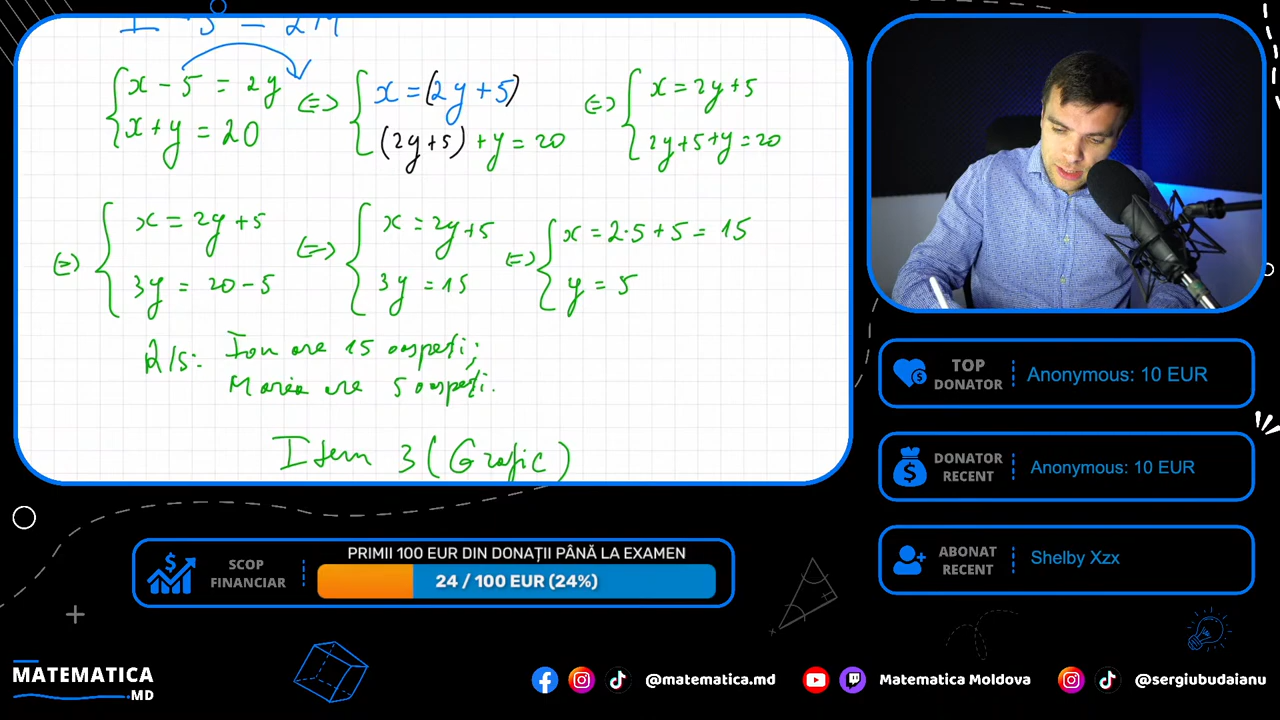 {x - 5 = 2y
{x + y = 20
⇔ {x = (2y + 5)
{(2y+5) + y = 20
⇔ {x = 2y + 5
{2y+5+y = 20
⇔ {x = 2y + 5
{3y = 20 - 5
⇔ {x = 2y + 5
{3y = 15
⇔ {x = 2·5 + 5 = 15
{y = 5
R/S: Ion are 15 oaspeți;
Maria are 5 oaspeți.
Item 3 (Grafic)
TOP DONATOR
Anonymous: 10 EUR
DONATOR RECENT
Anonymous: 10 EUR
ABONAT RECENT
Shelby Xzx
SCOP FINANCIAR
PRIMII 100 EUR DIN DONAȚII PÂNĂ LA EXAMEN
24 / 100 EUR (24%)
MATEMATICA
.MD
@matematica.md
Matematica Moldova
@sergiubudaianu